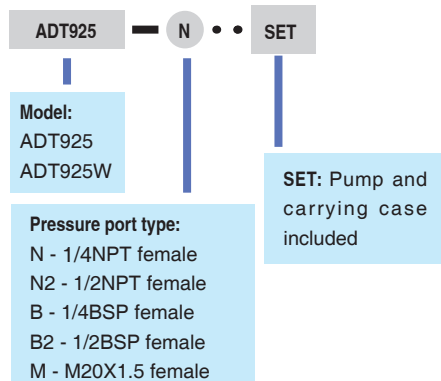 ADT925 — N • • SET
Model:
ADT925
ADT925W
SET: Pump and
carrying case
included
Pressure port type:
N - 1/4NPT female
N2 - 1/2NPT female
B - 1/4BSP female
B2 - 1/2BSP female
M - M20X1.5 female